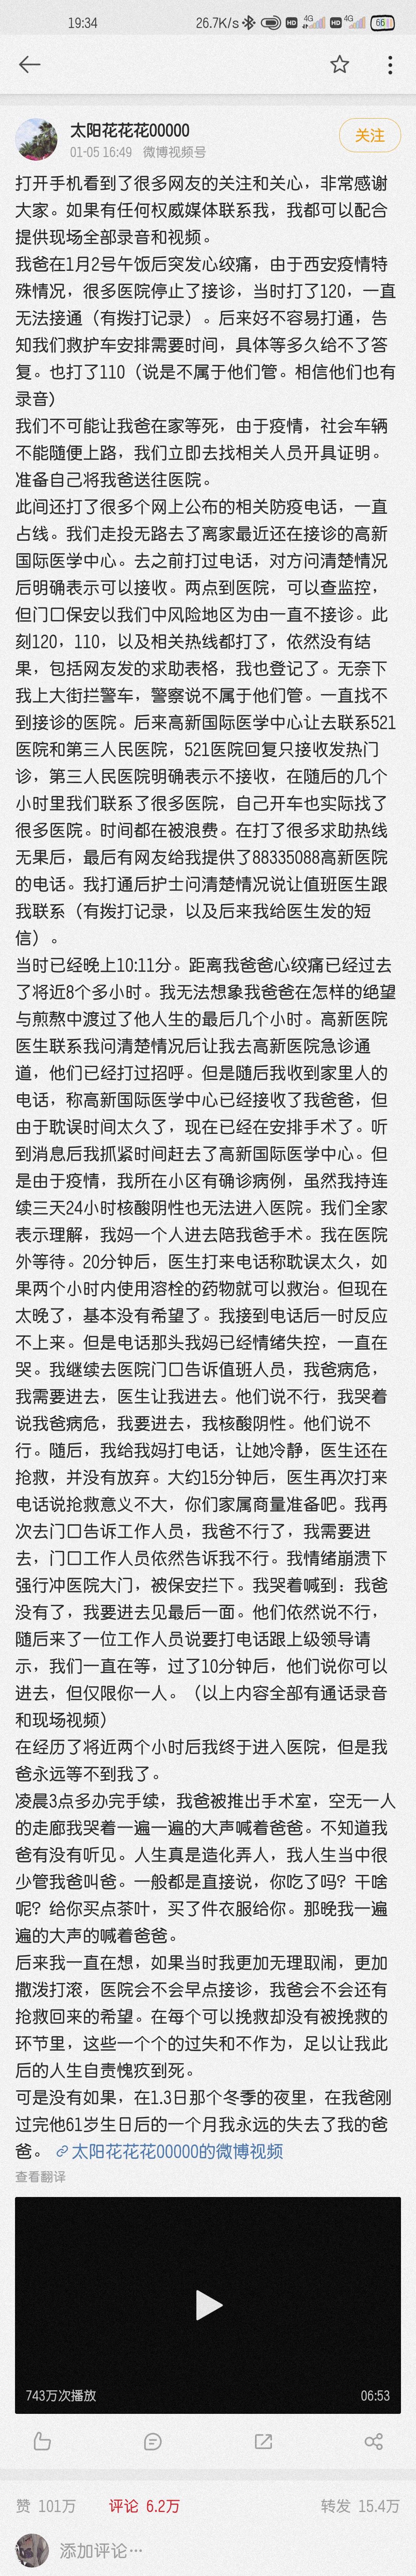 19:34
26.7K/s
HD
4G
HD
4G
66
太阳花花花00000
01-05 16:49 微博视频号
关注
打开手机看到了很多网友的关注和关心，非常感谢
大家。如果有任何权威媒体联系我，我都可以配合
提供现场全部录音和视频。
我爸在1月2号午饭后突发心绞痛，由于西安疫情特
殊情况，很多医院停止了接诊，当时打了120，一直
无法接通（有拨打记录）。后来好不容易打通，告
知我们救护车安排需要时间，具体等多久给不了答
复。也打了110（说是不属于他们管。相信他们也有
录音）
我们不可能让我爸在家等死，由于疫情，社会车辆
不能随便上路，我们立即去找相关人员开具证明。
准备自己将我爸送往医院。
此间还打了很多个网上公布的相关防疫电话，一直
占线。我们走投无路去了离家最近还在接诊的高新
国际医学中心。去之前打过电话，对方问清楚情况
后明确表示可以接收。两点到医院，可以查监控，
但门口保安以我们中风险地区为由一直不接诊。此
刻120，110，以及相关热线都打了，依然没有结
果，包括网友发的求助表格，我也登记了。无奈下
我上大街拦警车，警察说不属于他们管。一直找不
到接诊的医院。后来高新国际医学中心让去联系521
医院和第三人民医院，521医院回复只接收发热门
诊，第三人民医院明确表示不接收，在随后的几个
小时里我们联系了很多医院，自己开车也实际找了
很多医院。时间都在被浪费。在打了很多求助热线
无果后，最后有网友给我提供了88335088高新医院
的电话。我打通后护士问清楚情况说让值班医生跟
我联系（有拨打记录，以及后来我给医生发的短
信）。
当时已经晚上10:11分。距离我爸爸心绞痛已经过去
了将近8个多小时。我无法想象我爸爸在怎样的绝望
与煎熬中渡过了他人生的最后几个小时。高新医院
医生联系我问清楚情况后让我去高新医院急诊通
道，他们已经打过招呼。但是随后我收到家里人的
电话，称高新国际医学中心已经接收了我爸爸，但
由于耽误时间太久了，现在已经在安排手术了。听
到消息后我抓紧时间赶去了高新国际医学中心。但
是由于疫情，我所在小区有确诊病例，虽然我持连
续三天24小时核酸阴性也无法进入医院。我们全家
表示理解，我妈一个人进去陪我爸手术。我在医院
外等待。20分钟后，医生打来电话称耽误太久，如
果两个小时内使用溶栓的药物就可以救治。但现在
太晚了，基本没有希望了。我接到电话后一时反应
不上来。但是电话那头我妈已经情绪失控，一直在
哭。我继续去医院门口告诉值班人员，我爸病危，
我需要进去，医生让我进去。他们说不行，我哭着
说我爸病危，我要进去，我核酸阴性。他们说不
行。随后，我给我妈打电话，让她冷静，医生还在
抢救，并没有放弃。大约15分钟后，医生再次打来
电话说抢救意义不大，你们家属商量准备吧。我再
次去门口告诉工作人员，我爸不行了，我需要进
去，门口工作人员依然告诉我不行。我情绪崩溃下
强行冲医院大门，被保安拦下。我哭着喊到：我爸
没有了，我要进去见最后一面。他们依然说不行，
随后来了一位工作人员说要打电话跟上级领导请
示，我们一直在等，过了10分钟后，他们说你可以
进去，但仅限你一人。（以上内容全部有通话录音
和现场视频）
在经历了将近两个小时后我终于进入医院，但是我
爸永远等不到我了。
凌晨3点多办完手续，我爸被推出手术室，空无一人
的走廊我哭着一遍一遍的大声喊着爸爸。不知道我
爸有没有听见。人生真是造化弄人，我人生当中很
少管我爸叫爸。一般都是直接说，你吃了吗？干啥
呢？给你买点茶叶，买了件衣服给你。那晚我一遍
遍的大声的喊着爸爸。
后来我一直在想，如果当时我更加无理取闹，更加
撒泼打滚，医院会不会早点接诊，我爸会不会还有
抢救回来的希望。在每个可以挽救却没有被挽救的
环节里，这些一个个的过失和不作为，足以让我此
后的人生自责愧疚到死。
可是没有如果，在1.3日那个冬季的夜里，在我爸刚
过完他61岁生日后的一个月我永远的失去了我的爸
爸。 太阳花花花00000的微博视频
查看翻译
743万次播放
06:53
赞 101万
评论 6.2万
转发 15.4万
添加评论…